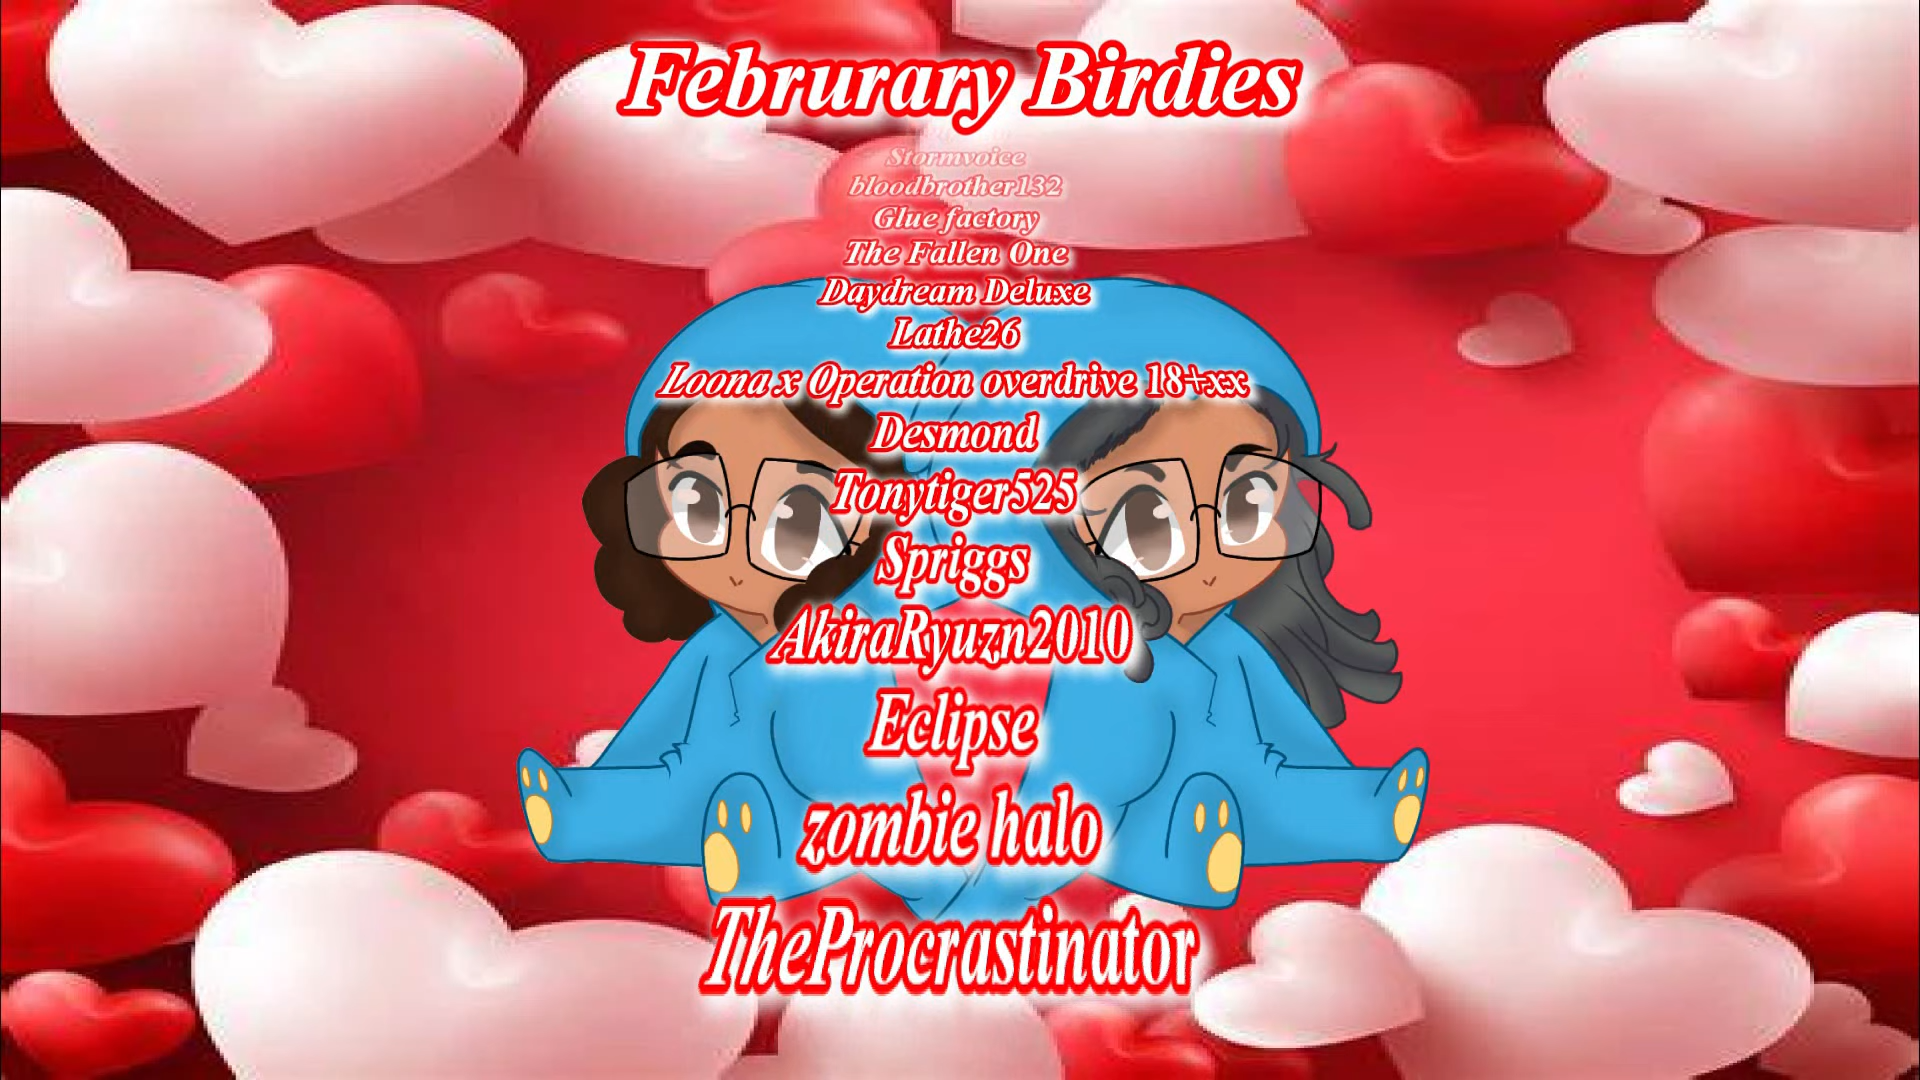 Februrary Birdies
Stormvoice
bloodbrother132
Glue factory
The Fallen One
Daydream Deluxe
Lathe26
Loona x Operation overdrive 18+xx
Desmond
Tonytiger525
Spriggs
AkiraRyuzn2010
Eclipse
zombie halo
TheProcrastinator